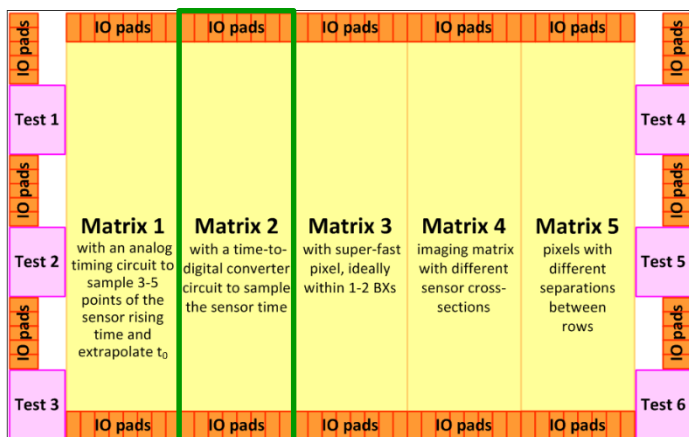 IO pads
IO pads
IO pads
IO pads
IO pads
IO pads
IO pads
Test 1
Test 4
IO pads
IO pads
Test 2
Test 5
IO pads
IO pads
Test 3
Test 6
Matrix 1
with an analog
timing circuit to
sample 3-5
points of the
sensor rising
time and
extrapolate t₀
Matrix 2
with a time-to-
digital converter
circuit to sample
the sensor time
Matrix 3
with super-fast
pixel, ideally
within 1-2 BXs
Matrix 4
imaging matrix
with different
sensor cross-
sections
Matrix 5
pixels with
different
separations
between
rows
IO pads
IO pads
IO pads
IO pads
IO pads